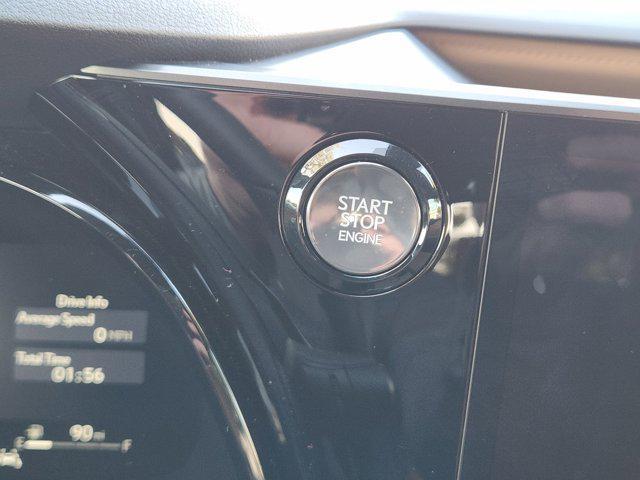 START
STOP
ENGINE
Drive Info
Average Speed
0 MPH
Total Time
01:56
90 mi
E F